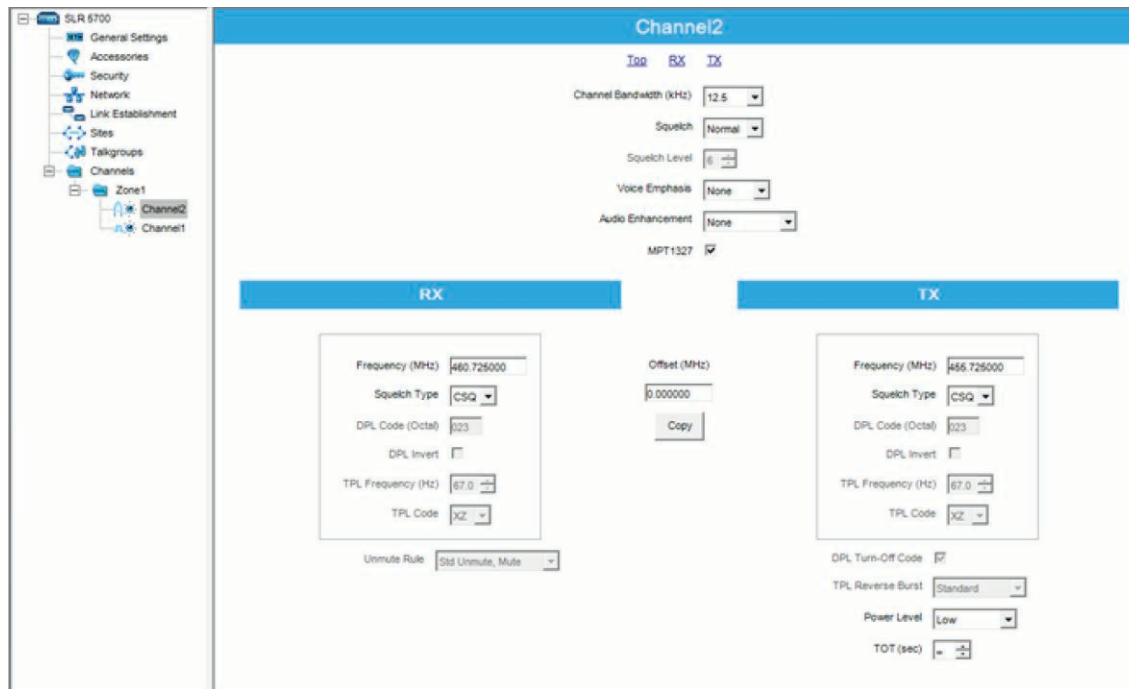 SLR 5700
General Settings
Accessories
Security
Network
Link Establishment
Sites
Talkgroups
Channels
Zone1
Channel2
Channel1
Channel2
Top RX TX
Channel Bandwidth (kHz) 12.5
Squelch Normal
Squelch Level 6
Voice Emphasis None
Audio Enhancement None
MPT1327
RX
Frequency (MHz) 460.725000
Squelch Type CSQ
DPL Code (Octal) 023
DPL Invert
TPL Frequency (Hz) 67.0
TPL Code XZ
Unmute Rule Std Unmute, Mute
Offset (MHz)
0.000000
Copy
TX
Frequency (MHz) 455.725000
Squelch Type CSQ
DPL Code (Octal) 023
DPL Invert
TPL Frequency (Hz) 67.0
TPL Code XZ
DPL Turn-Off Code
TPL Reverse Burst Standard
Power Level Low
TOT (sec) ∞